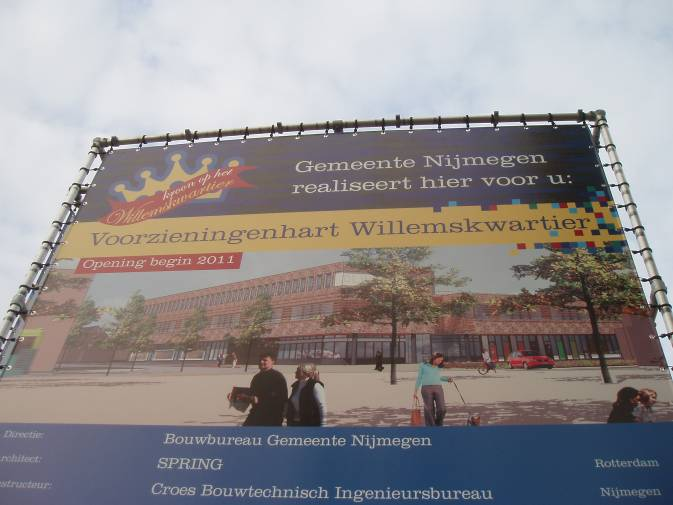 kroon op het
Willemskwartier
Gemeente Nijmegen
realiseert hier voor u:
Voorzieningenhart Willemskwartier
Opening begin 2011
Directie: Bouwbureau Gemeente Nijmegen
rchitect: SPRING Rotterdam
structeur: Croes Bouwtechnisch Ingenieursbureau Nijmegen